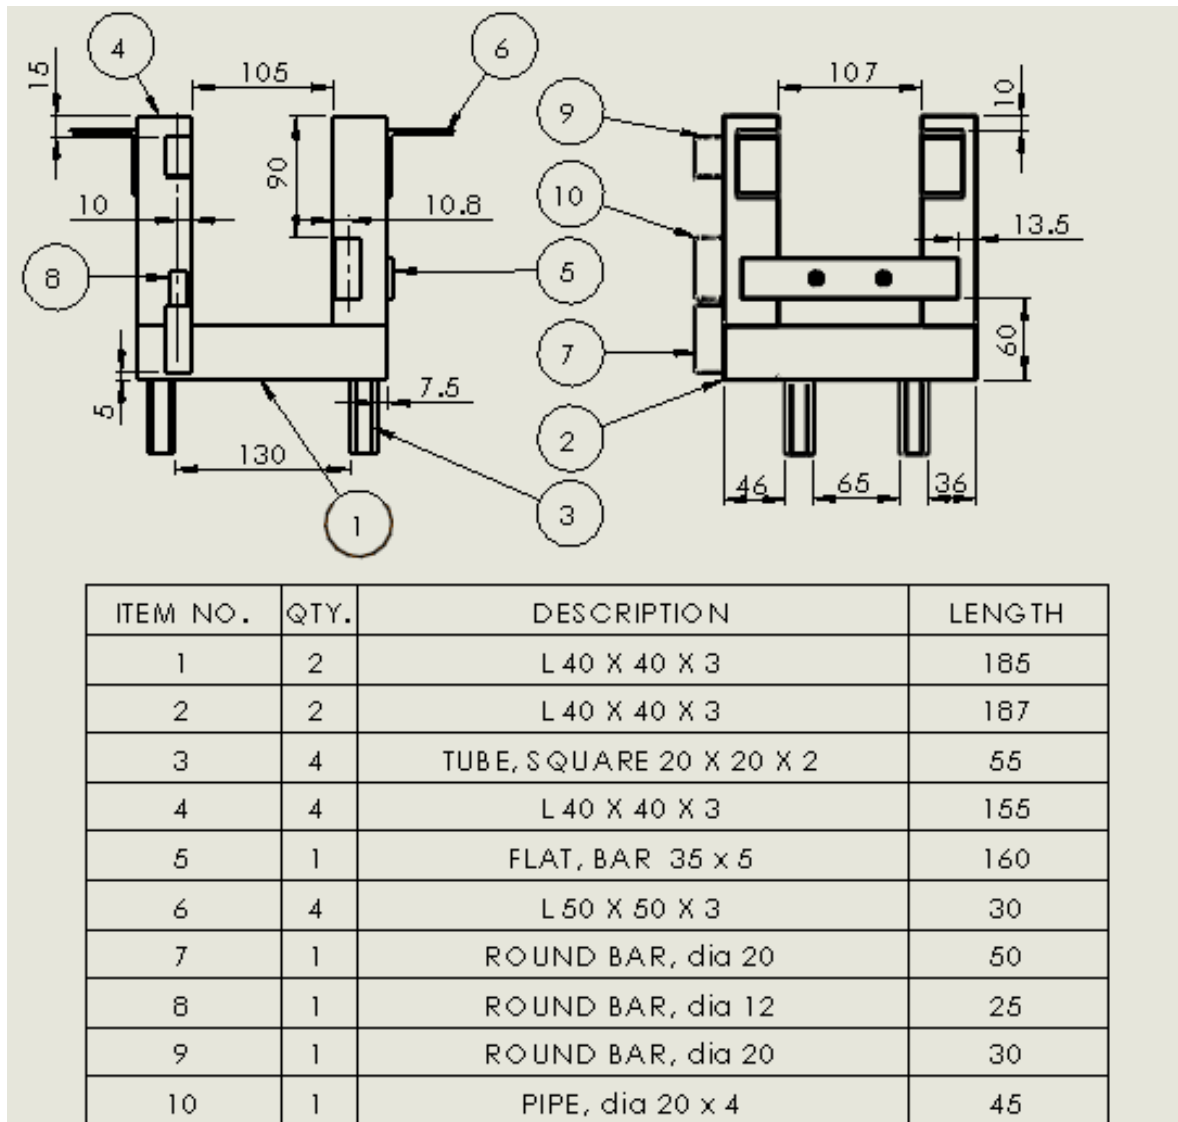 4
6
15
105
107
10
9
90
10
10.8
10
13.5
8
5
7
60
5
7.5
2
130
46
65
36
1
3
ITEM NO. QTY. DESCRIPTION LENGTH
1 2 L 40 X 40 X 3 185
2 2 L 40 X 40 X 3 187
3 4 TUBE, SQUARE 20 X 20 X 2 55
4 4 L 40 X 40 X 3 155
5 1 FLAT, BAR 35 x 5 160
6 4 L 50 X 50 X 3 30
7 1 ROUND BAR, dia 20 50
8 1 ROUND BAR, dia 12 25
9 1 ROUND BAR, dia 20 30
10 1 PIPE, dia 20 x 4 45